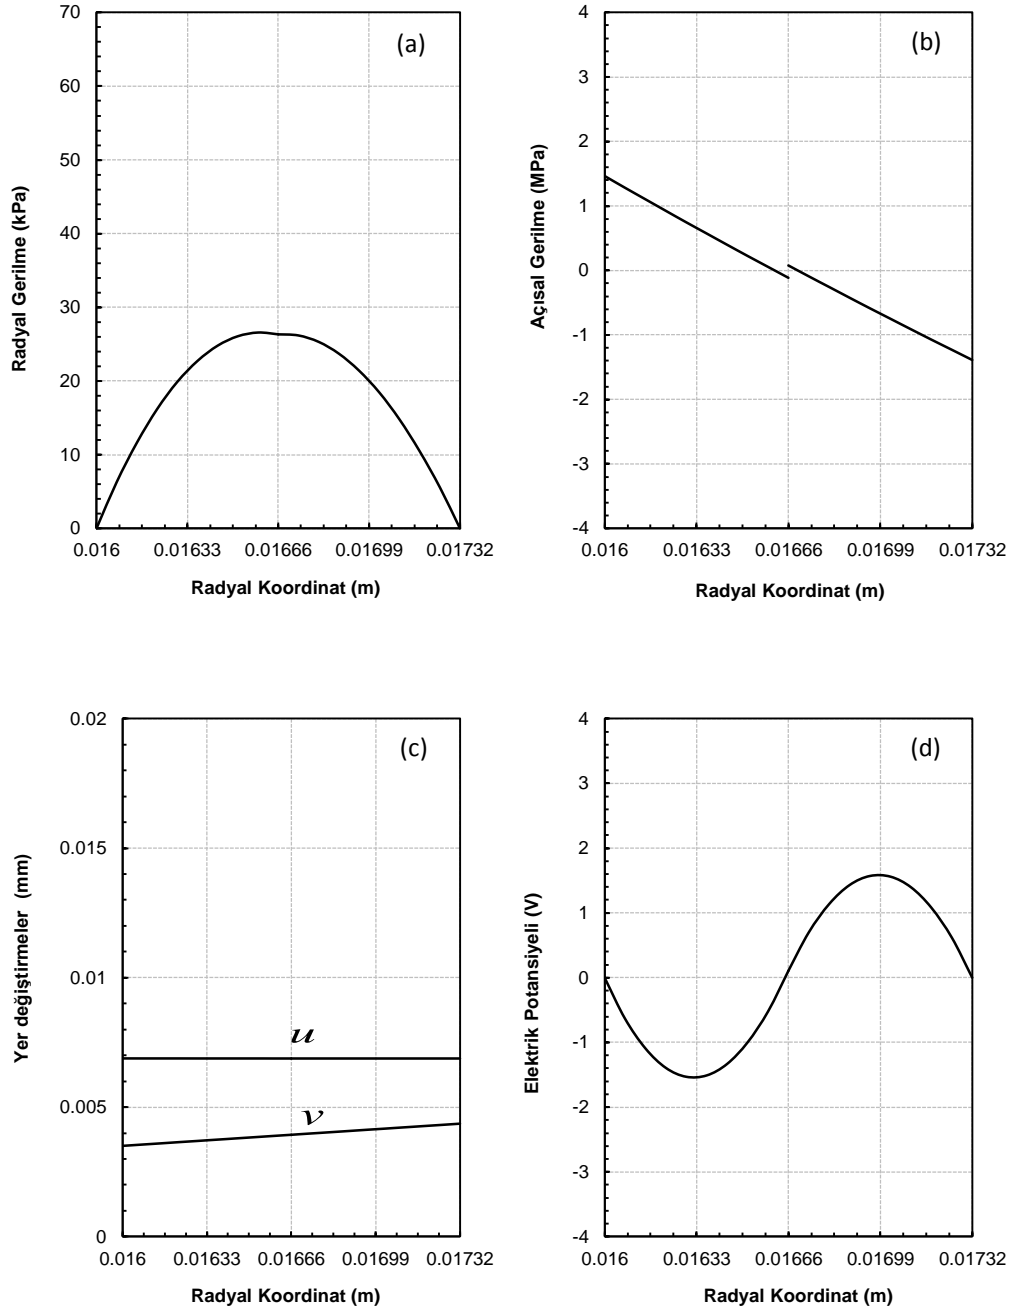 (a)
70
60
50
40
30
20
10
0
Radyal Gerilme (kPa)
0.016 0.01633 0.01666 0.01699 0.01732
Radyal Koordinat (m)
(b)
4
3
2
1
0
-1
-2
-3
-4
Açısal Gerilme (MPa)
0.016 0.01633 0.01666 0.01699 0.01732
Radyal Koordinat (m)
(c)
0.02
0.015
0.01
0.005
0
Yer değiştirmeler (mm)
u
v
0.016 0.01633 0.01666 0.01699 0.01732
Radyal Koordinat (m)
(d)
4
3
2
1
0
-1
-2
-3
-4
Elektrik Potansiyeli (V)
0.016 0.01633 0.01666 0.01699 0.01732
Radyal Koordinat (m)